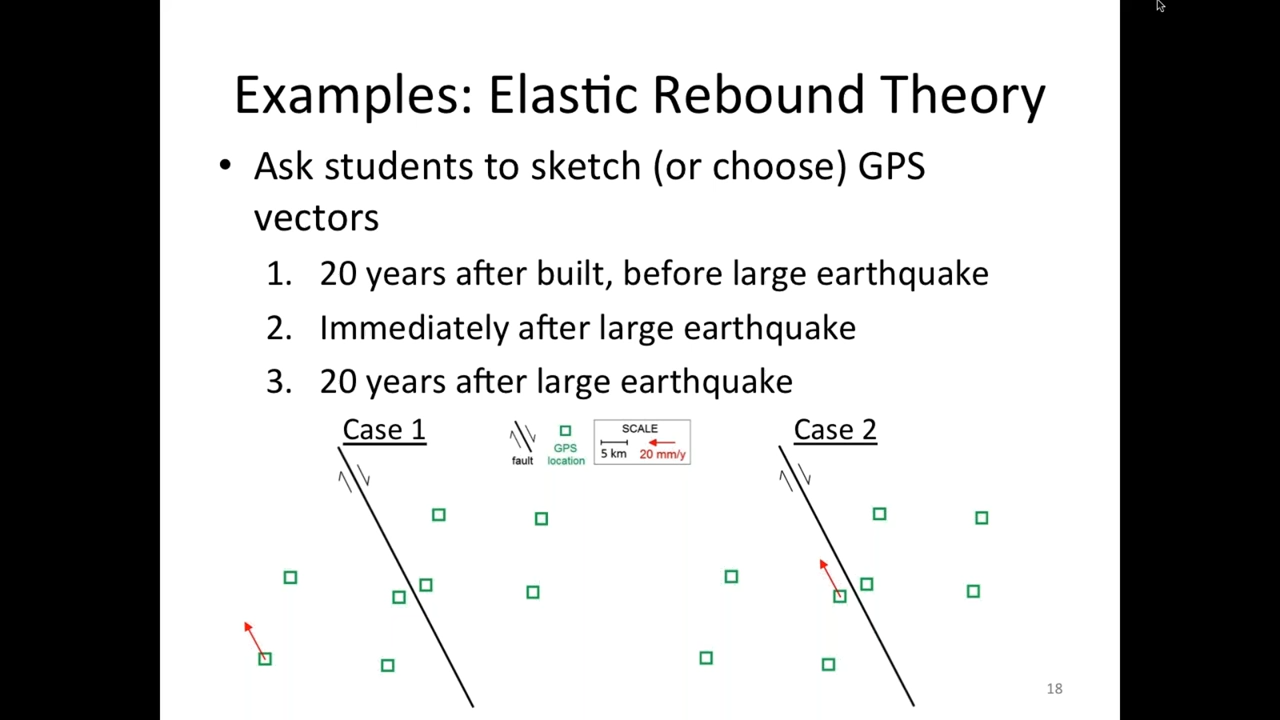 Examples: Elastic Rebound Theory
• Ask students to sketch (or choose) GPS
vectors
1. 20 years after built, before large earthquake
2. Immediately after large earthquake
3. 20 years after large earthquake
Case 1
fault
GPS
location
SCALE
5 km 20 mm/y
Case 2
18